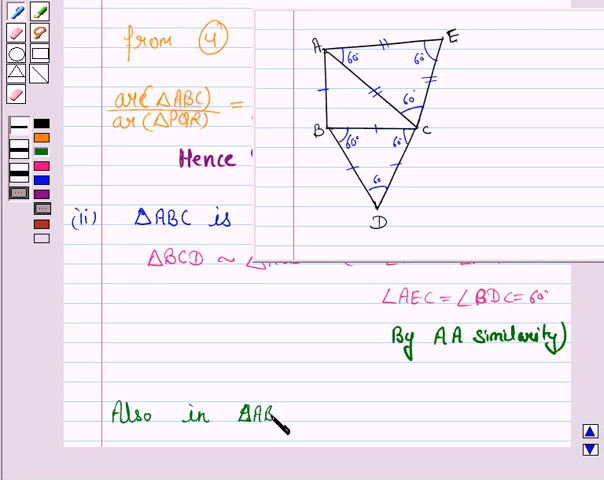 from ④
ar(ΔABC) =
ar(ΔPQR)
Hence
(ii) ΔABC is
ΔBCD ~
∠AEC = ∠BDC = 60°
By AA similarity)
Also in ΔAB
A
E
60°
60°
60°
B
C
60°
60°
60
D